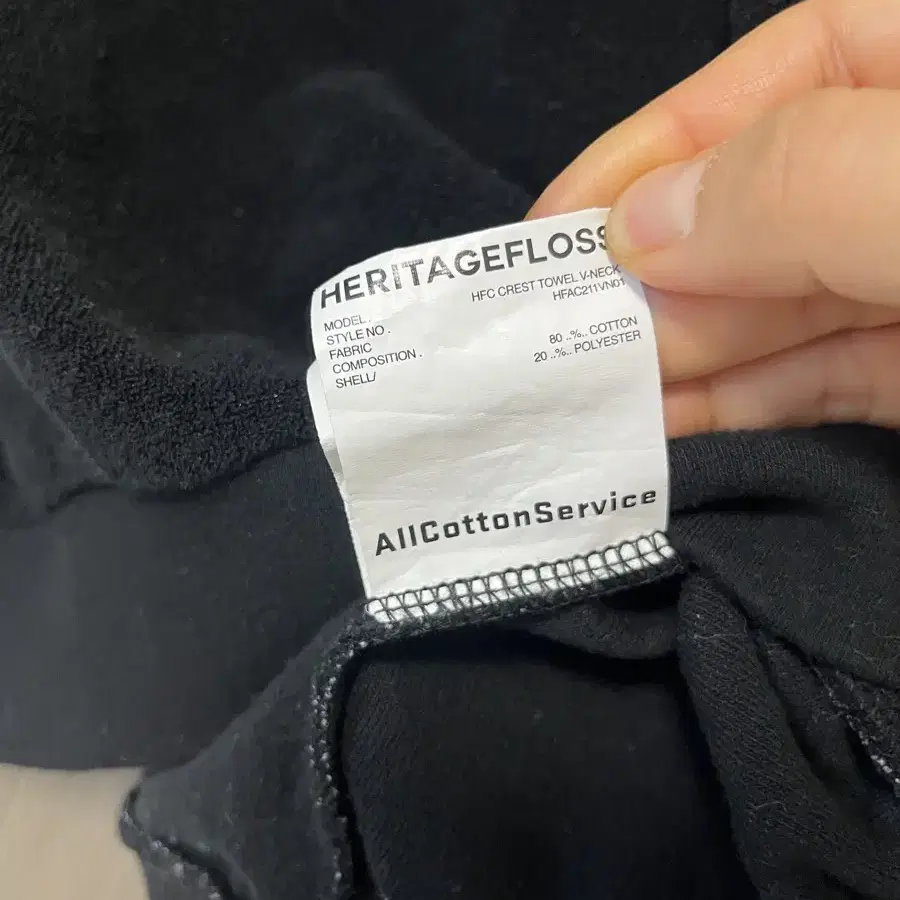 HERITAGEFLOSS
MODEL. HFC CREST TOWEL V-NECK
STYLE NO. HFAC211VN01
FABRIC
COMPOSITION. 80 ..%.. COTTON
SHELL/ 20 ..%.. POLYESTER
AllCottonService